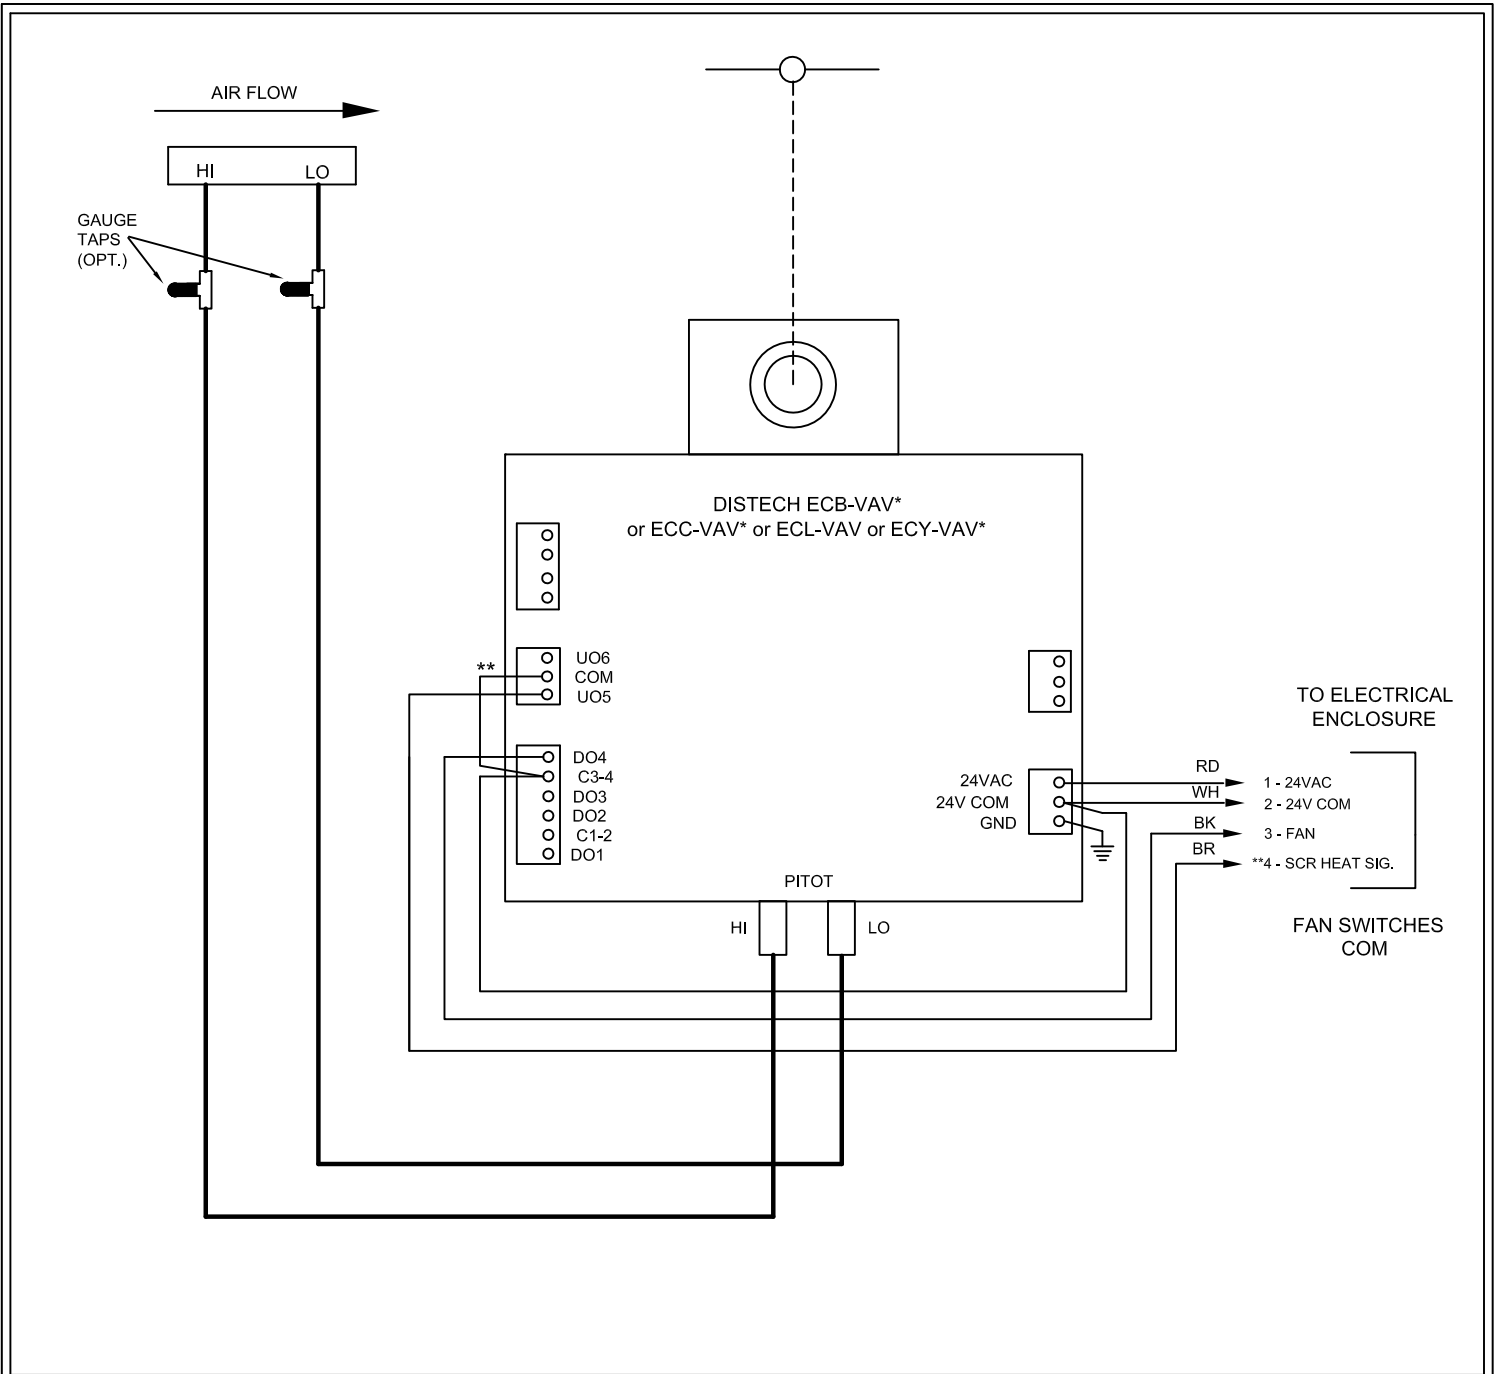 AIR FLOW
HI
LO
GAUGE
TAPS
(OPT.)
DISTECH ECB-VAV*
or ECC-VAV* or ECL-VAV or ECY-VAV*
**
UO6
COM
UO5
DO4
C3-4
DO3
DO2
C1-2
DO1
24VAC
24V COM
GND
PITOT
HI
LO
TO ELECTRICAL
ENCLOSURE
RD
1 - 24VAC
WH
2 - 24V COM
BK
3 - FAN
BR
**4 - SCR HEAT SIG.
FAN SWITCHES
COM